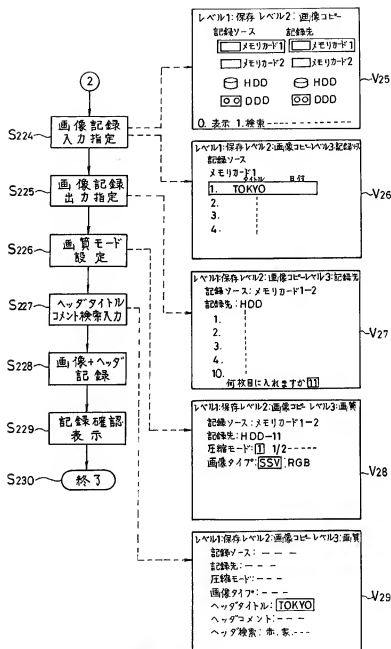 2
S224
画像記録
入力指定
S225
画像記録
出力指定
S226
画質モード
設定
S227
ヘッダタイトル
コメント検索入力
S228
画像+ヘッダ
記録
S229
記録確認
表示
S230
終了
レベル1:保存 レベル2:画像コピー
記録ソース 記録先
メモリカード1 メモリカード1
メモリカード2 メモリカード2
HDD HDD
DDD DDD
0. 表示 1.検索
V25
レベル1:保存レベル2:画像コピーレベル3:記録ソース
記録ソース
メモリカード1
タイトル 日付
1. TOKYO
2.
3.
4.
V26
レベル1:保存 レベル2:画像コピーレベル3:記録先
記録ソース:メモリカード1-2
記録先:HDD
1.
2.
3.
4.
10.
何枚目に入れますか 11
V27
レベル1:保存レベル2:画像コピーレベル3:画質
記録ソース:メモリカード1-2
記録先:HDD-11
圧縮モード:1 1/2-----
画像タイプ:SSV:RGB
V28
レベル1:保存レベル2:画像コピーレベル3:画質
記録ソース:---
記録先:---
圧縮モード:---
画像タイプ:---
ヘッダタイトル:TOKYO
ヘッダコメント:---
ヘッダ検索:赤.家.---
V29